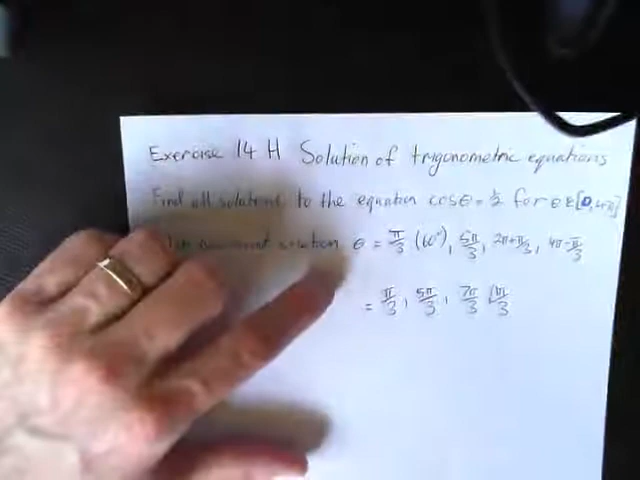 Exercise 14 H Solution of trigonometric equations
Find all solutions to the equation cosθ = ½ for θ ∈ [0, 4π]
solution θ = π/3 (60°), 5π/3, 2π+π/3, 4π-π/3
= π/3, 5π/3, 7π/3 11π/3